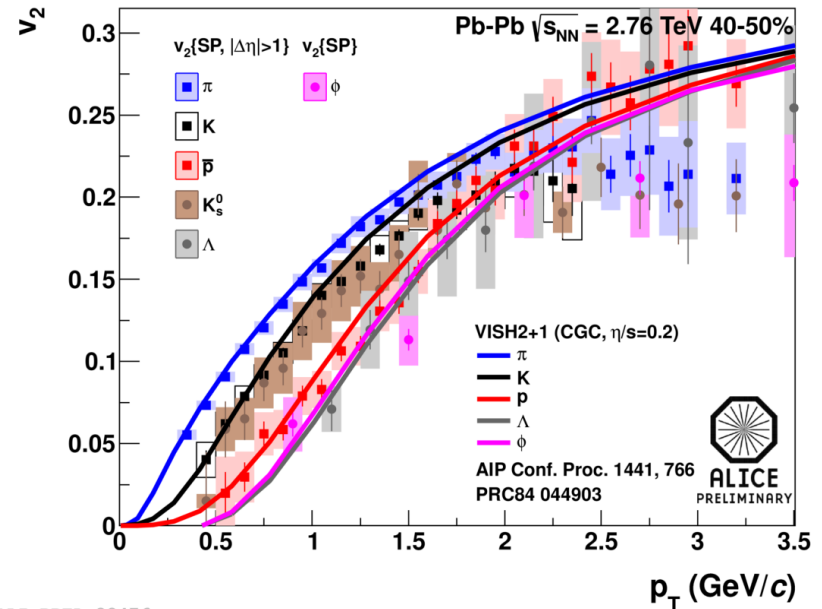 v₂
Pb-Pb √s_NN = 2.76 TeV 40-50%
v₂{SP, |Δη|>1} v₂{SP}
π
φ
K
p̅
K⁰s
Λ
VISH2+1 (CGC, η/s=0.2)
π
K
p
Λ
φ
AIP Conf. Proc. 1441, 766
PRC84 044903
ALICE
PRELIMINARY
0.3
0.25
0.2
0.15
0.1
0.05
0
0 0.5 1 1.5 2 2.5 3 3.5
p_T (GeV/c)